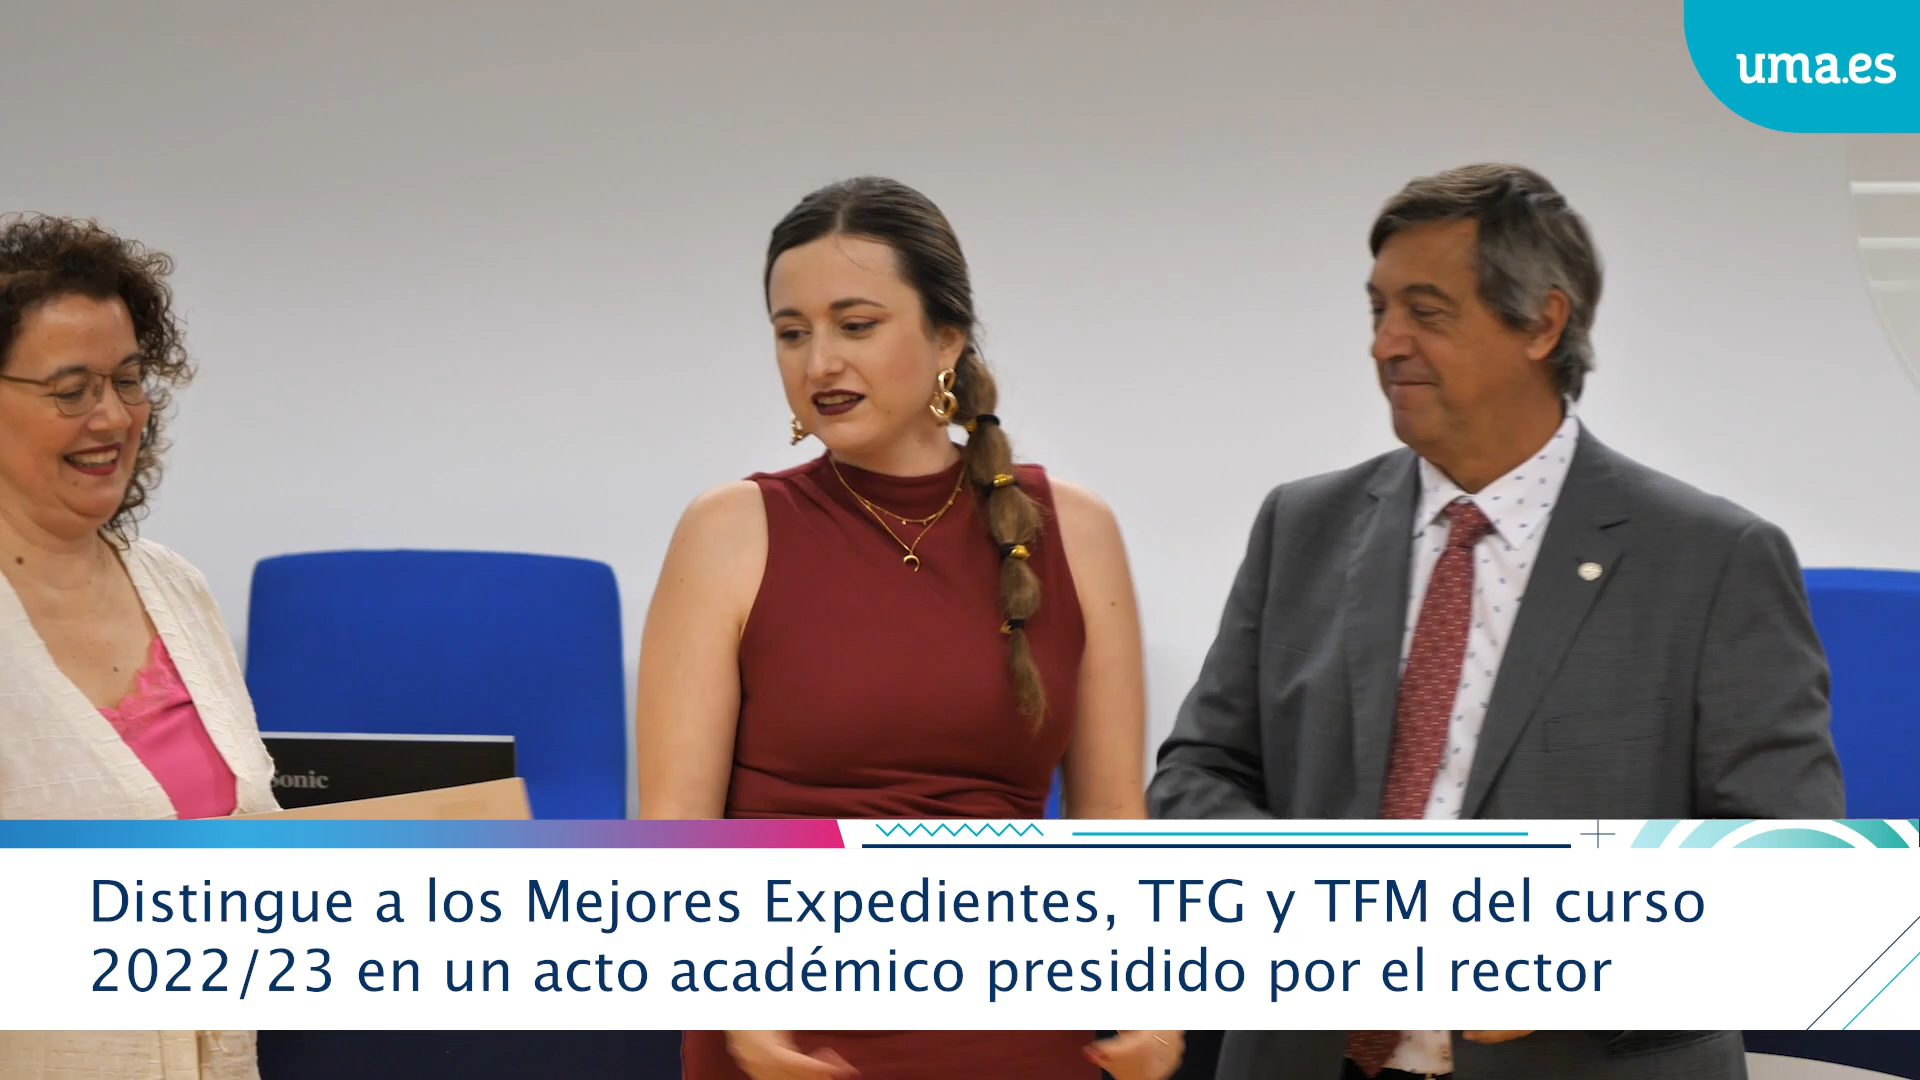 uma.es
sonic
Distingue a los Mejores Expedientes, TFG y TFM del curso
2022/23 en un acto académico presidido por el rector